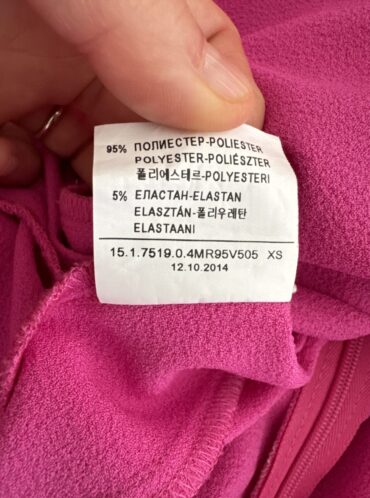 95% ПОЛИЕСТЕР-POLIESTER
POLYESTER-POLIÉSZTER
폴리에스테르-POLYESTERI
5% ЕЛАСТАН-ELASTAN
ELASZTÁN-폴리우레탄
ELASTAANI
15.1.7519.0.4MR95V505 XS
12.10.2014